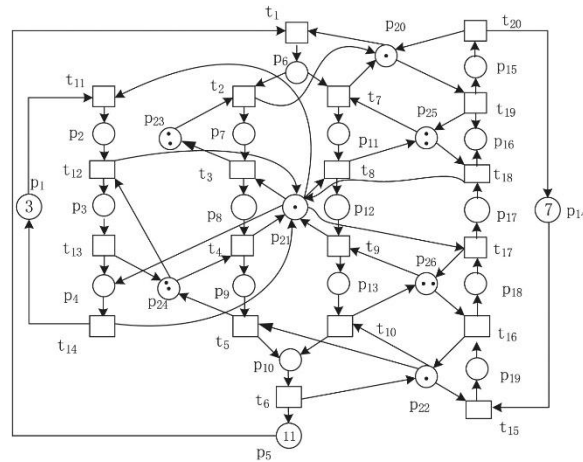 t1 p20 t20
p6
t11 t2 t7 p25 p15
p23 t19
p2 p7 p11 p16
t12 t3 t8 t18
p1
3 p3 p8 p12 p17 7 p14
p21
t13 t4 t9 p26 t17
p4 p24 p9 p13 p18
t14 t5 t10 t16
p10 p19
t6 p22 t15
11
p5